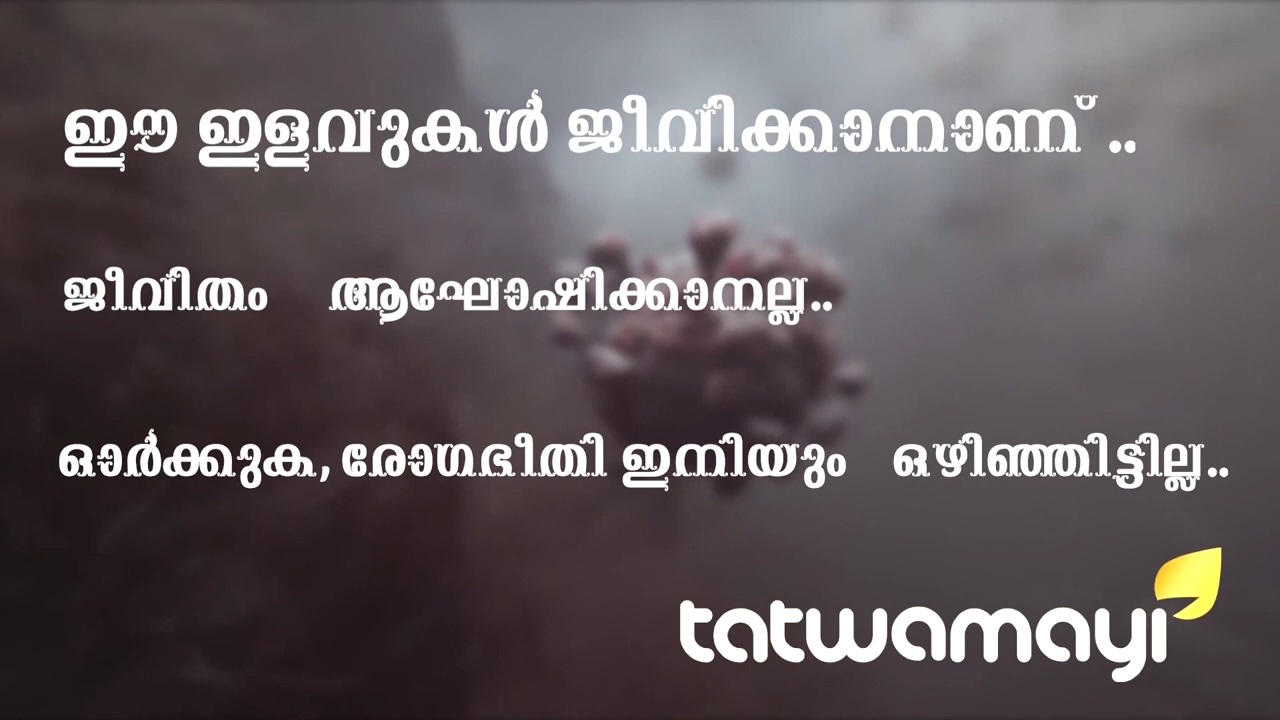 ഈ ഇളവുകൾ ജീവിക്കാനാണ് ..
ജീവിതം ആഘോഷിക്കാനല്ല..
ഓർക്കുക, രോഗഭീതി ഇനിയും ഒഴിഞ്ഞിട്ടില്ല..
tatwamayi